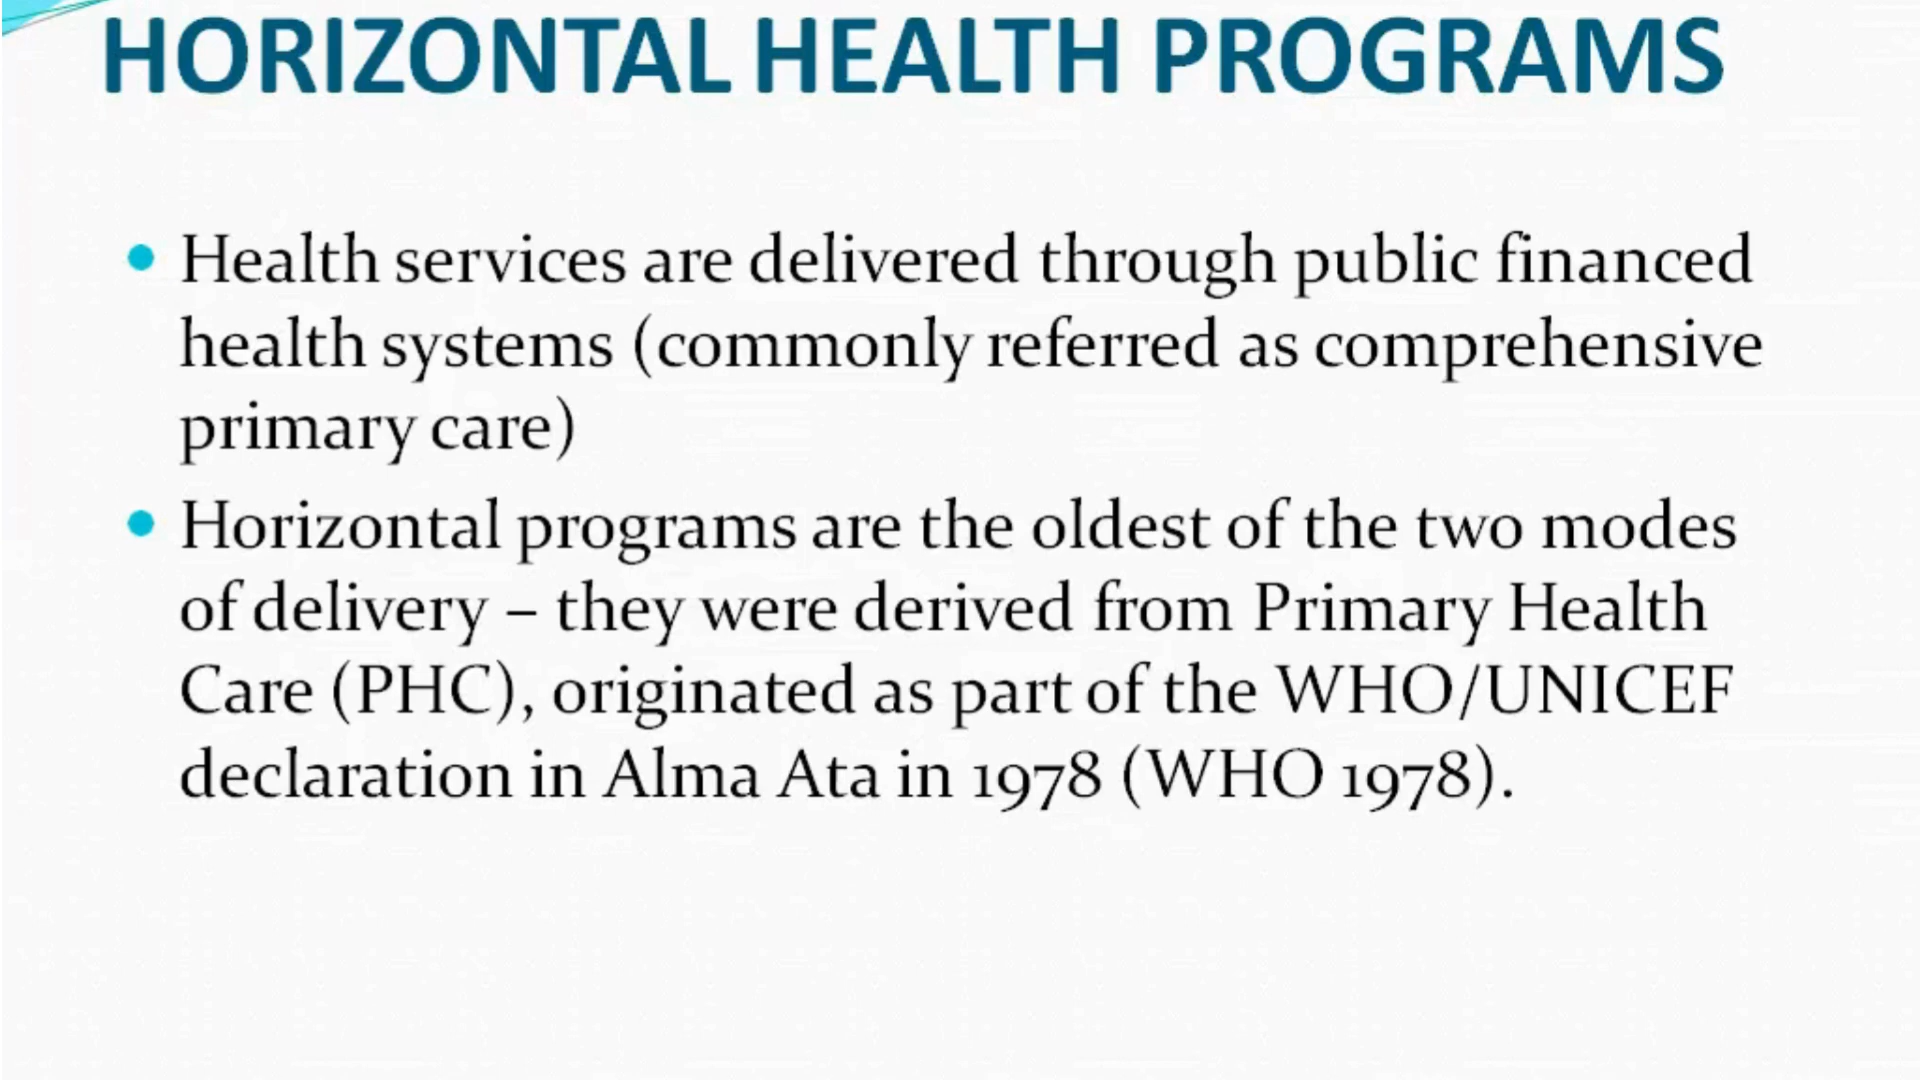 HORIZONTAL HEALTH PROGRAMS
• Health services are delivered through public financed
health systems (commonly referred as comprehensive
primary care)
• Horizontal programs are the oldest of the two modes
of delivery – they were derived from Primary Health
Care (PHC), originated as part of the WHO/UNICEF
declaration in Alma Ata in 1978 (WHO 1978).